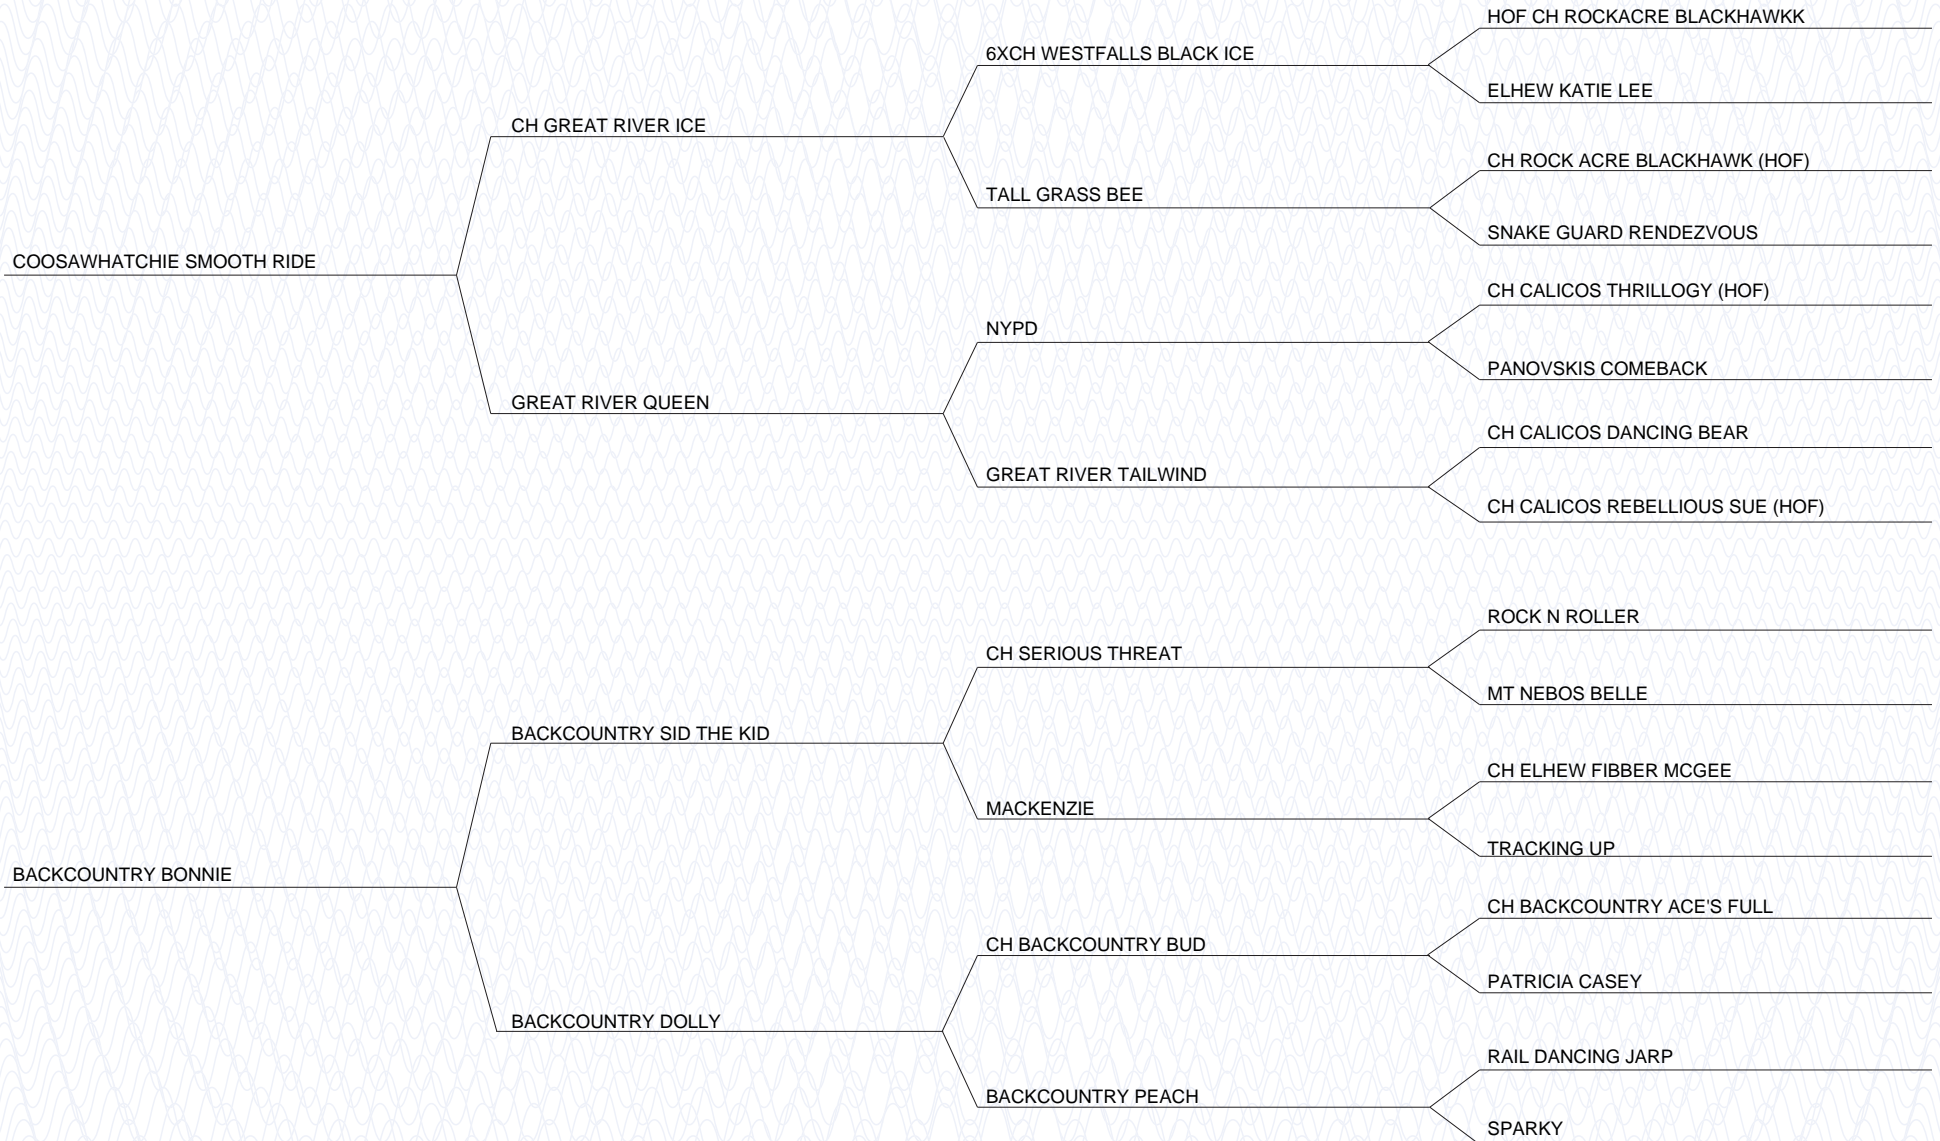 HOF CH ROCKACRE BLACKHAWKK
6XCH WESTFALLS BLACK ICE
ELHEW KATIE LEE
CH GREAT RIVER ICE
CH ROCK ACRE BLACKHAWK (HOF)
TALL GRASS BEE
SNAKE GUARD RENDEZVOUS
COOSAWHATCHIE SMOOTH RIDE
CH CALICOS THRILLOGY (HOF)
NYPD
PANOVSKIS COMEBACK
GREAT RIVER QUEEN
CH CALICOS DANCING BEAR
GREAT RIVER TAILWIND
CH CALICOS REBELLIOUS SUE (HOF)
ROCK N ROLLER
CH SERIOUS THREAT
MT NEBOS BELLE
BACKCOUNTRY SID THE KID
CH ELHEW FIBBER MCGEE
MACKENZIE
TRACKING UP
BACKCOUNTRY BONNIE
CH BACKCOUNTRY ACE'S FULL
CH BACKCOUNTRY BUD
PATRICIA CASEY
BACKCOUNTRY DOLLY
RAIL DANCING JARP
BACKCOUNTRY PEACH
SPARKY